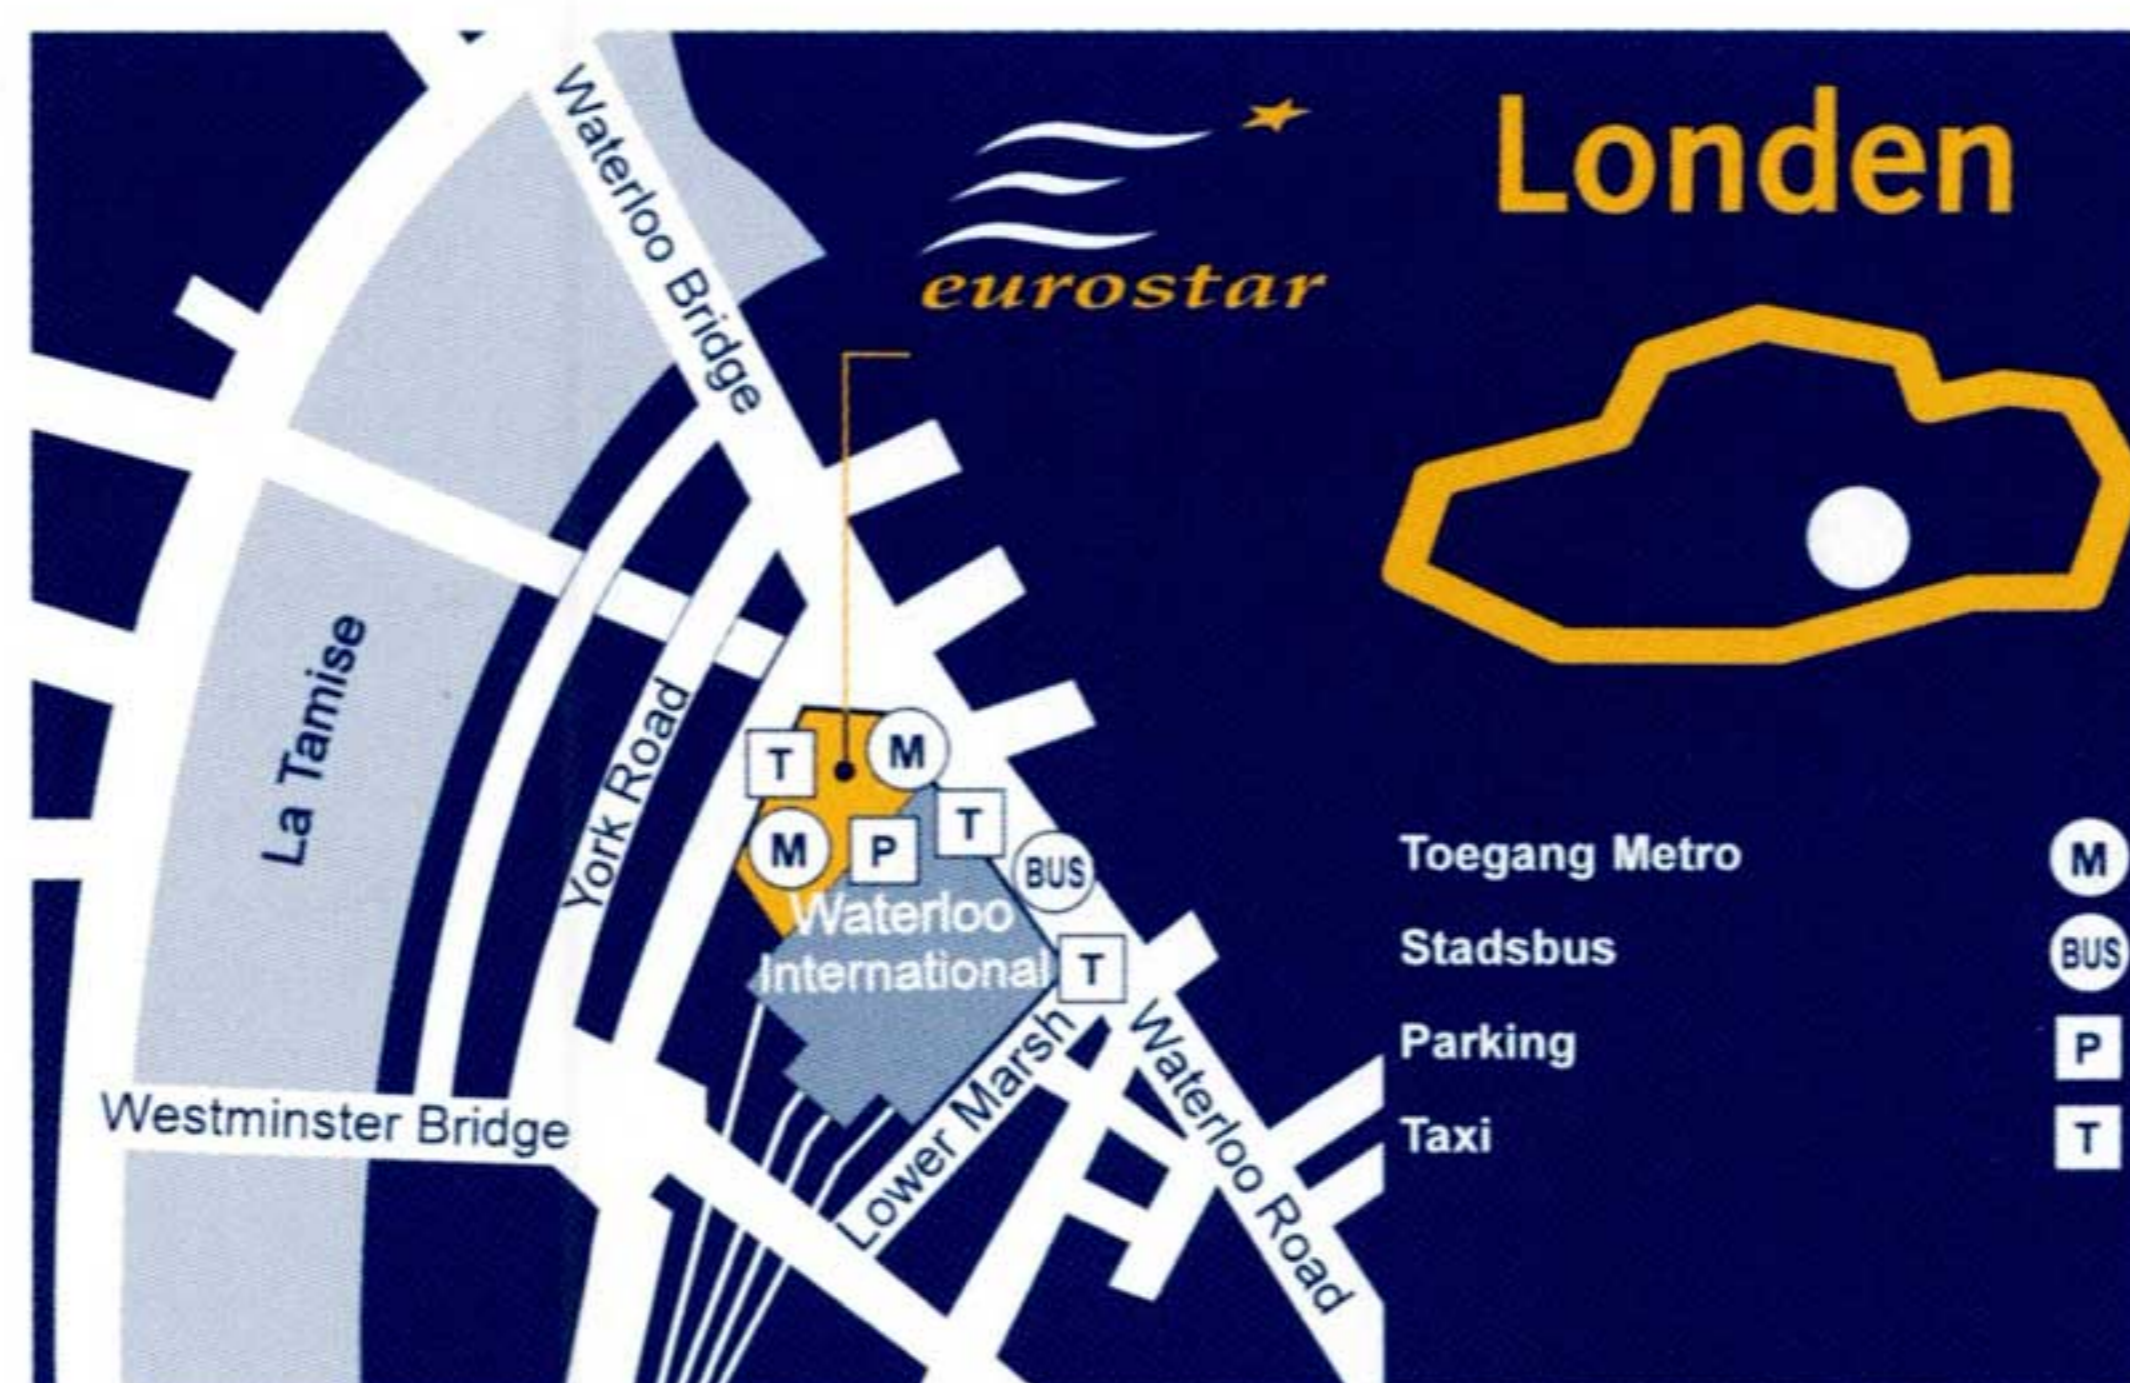 Londen
eurostar
Waterloo Bridge
La Tamise
York Road
T
M
T
M
P
BUS
Waterloo
International
T
Westminster Bridge
Lower Marsh
Waterloo Road
Toegang Metro
M
Stadsbus
BUS
Parking
P
Taxi
T